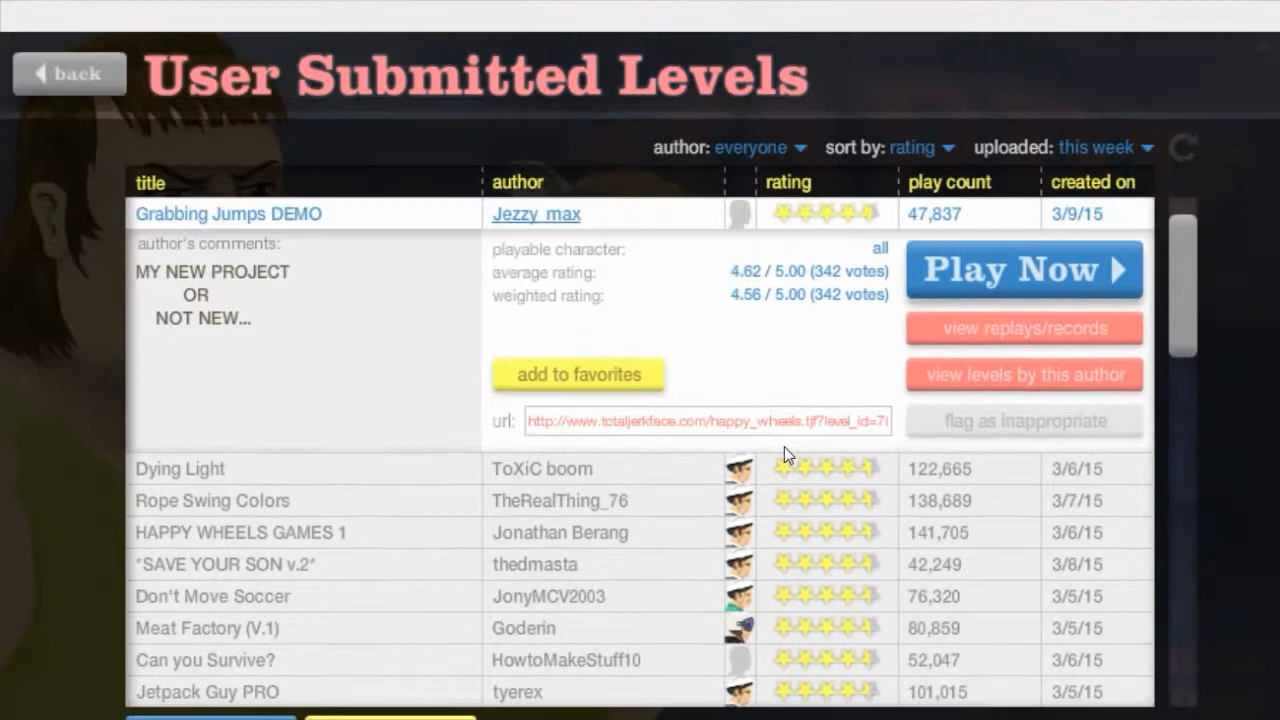 back
User Submitted Levels
author: everyone sort by: rating uploaded: this week
title author rating play count created on
Grabbing Jumps DEMO Jezzy_max 47,837 3/9/15
author's comments:
MY NEW PROJECT
OR
NOT NEW...
playable character: all
average rating: 4.62 / 5.00 (342 votes)
weighted rating: 4.56 / 5.00 (342 votes)
Play Now
view replays/records
add to favorites
view levels by this author
url: http://www.totaljerkface.com/happy_wheels.tjf?level_id=7
flag as inappropriate
Dying Light ToXiC boom 122,665 3/6/15
Rope Swing Colors TheRealThing_76 138,689 3/7/15
HAPPY WHEELS GAMES 1 Jonathan Berang 141,705 3/6/15
*SAVE YOUR SON v.2* thedmasta 42,249 3/8/15
Don't Move Soccer JonyMCV2003 76,320 3/5/15
Meat Factory (V.1) Goderin 80,859 3/5/15
Can you Survive? HowtoMakeStuff10 52,047 3/6/15
Jetpack Guy PRO tyerex 101,015 3/5/15